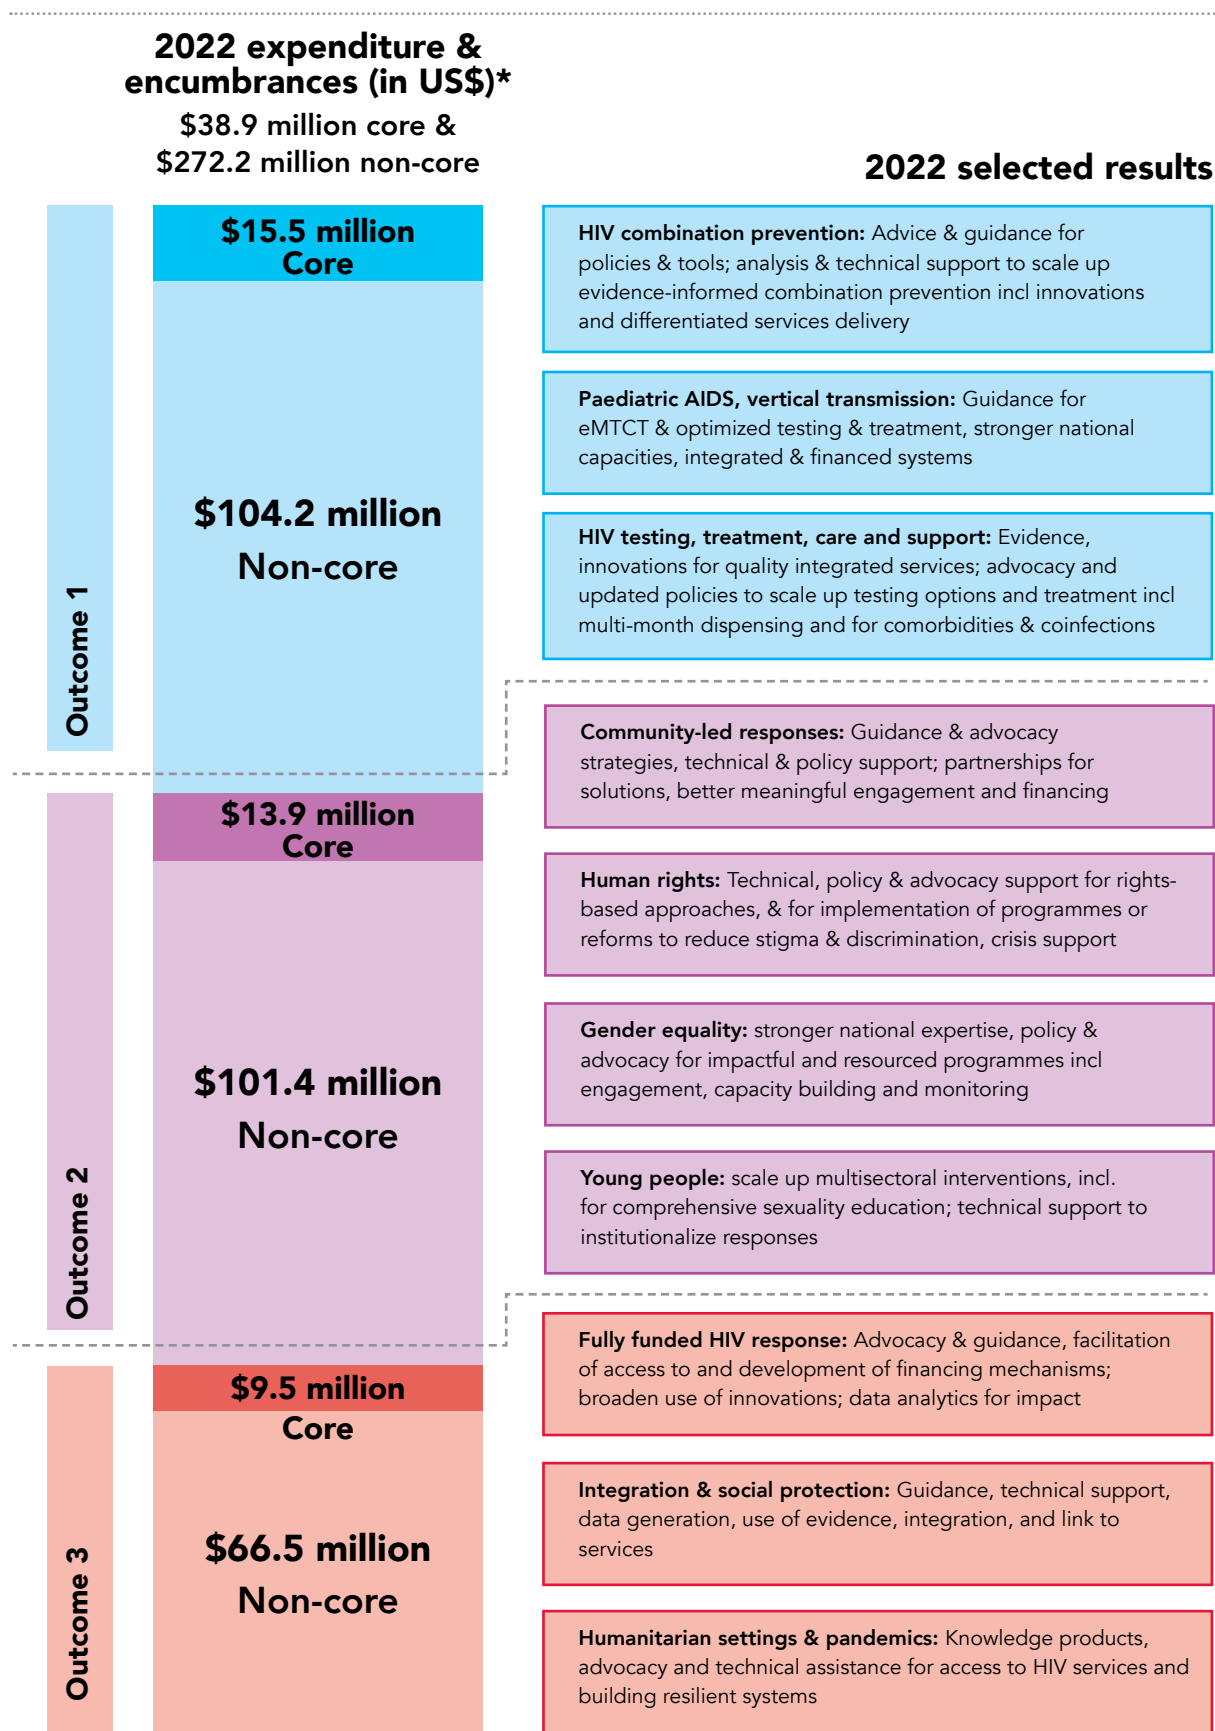 2022 expenditure &
encumbrances (in US$)*
$38.9 million core &
$272.2 million non-core
2022 selected results
Outcome 1
$15.5 million
Core
$104.2 million
Non-core
HIV combination prevention: Advice & guidance for
policies & tools; analysis & technical support to scale up
evidence-informed combination prevention incl innovations
and differentiated services delivery
Paediatric AIDS, vertical transmission: Guidance for
eMTCT & optimized testing & treatment, stronger national
capacities, integrated & financed systems
HIV testing, treatment, care and support: Evidence,
innovations for quality integrated services; advocacy and
updated policies to scale up testing options and treatment incl
multi-month dispensing and for comorbidities & coinfections
Outcome 2
$13.9 million
Core
$101.4 million
Non-core
Community-led responses: Guidance & advocacy
strategies, technical & policy support; partnerships for
solutions, better meaningful engagement and financing
Human rights: Technical, policy & advocacy support for rights-
based approaches, & for implementation of programmes or
reforms to reduce stigma & discrimination, crisis support
Gender equality: stronger national expertise, policy &
advocacy for impactful and resourced programmes incl
engagement, capacity building and monitoring
Young people: scale up multisectoral interventions, incl.
for comprehensive sexuality education; technical support to
institutionalize responses
Outcome 3
$9.5 million
Core
$66.5 million
Non-core
Fully funded HIV response: Advocacy & guidance, facilitation
of access to and development of financing mechanisms;
broaden use of innovations; data analytics for impact
Integration & social protection: Guidance, technical support,
data generation, use of evidence, integration, and link to
services
Humanitarian settings & pandemics: Knowledge products,
advocacy and technical assistance for access to HIV services and
building resilient systems